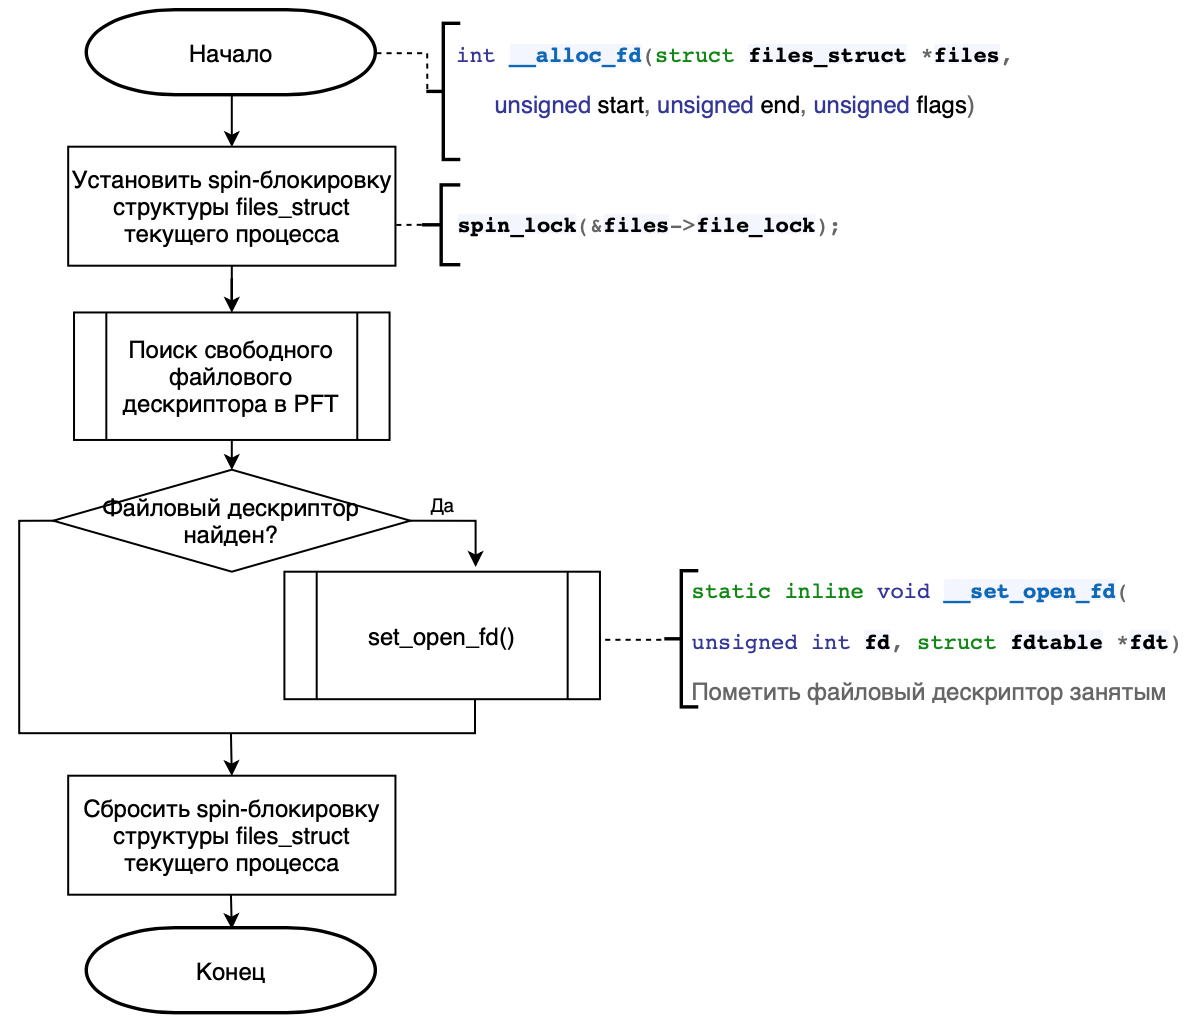 Начало
int __alloc_fd(struct files_struct *files,
unsigned start, unsigned end, unsigned flags)
Установить spin-блокировку
структуры files_struct
текущего процесса
spin_lock(&files->file_lock);
Поиск свободного
файлового
дескриптора в PFT
Файловый дескриптор
найден?
Да
set_open_fd()
static inline void __set_open_fd(
unsigned int fd, struct fdtable *fdt)
Пометить файловый дескриптор занятым
Сбросить spin-блокировку
структуры files_struct
текущего процесса
Конец